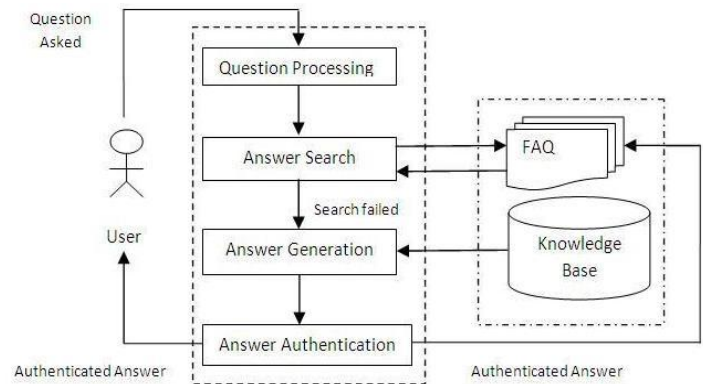 Question
Asked
Question Processing
Answer Search
FAQ
Search failed
User
Answer Generation
Knowledge
Base
Answer Authentication
Authenticated Answer
Authenticated Answer